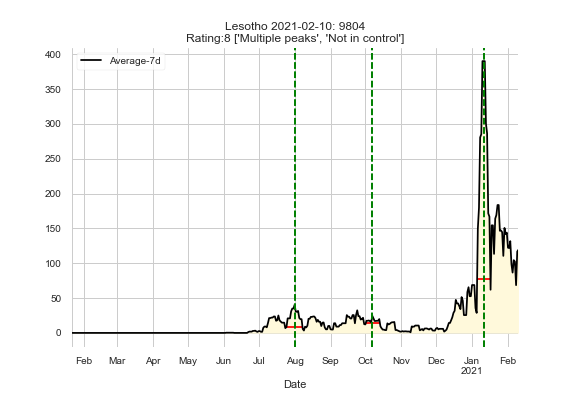 Lesotho 2021-02-10: 9804
Rating:8 ['Multiple peaks', 'Not in control']
Average-7d
400
350
300
250
200
150
100
50
0
Feb Mar Apr May Jun Jul Aug Sep Oct Nov Dec Jan Feb
2021
Date